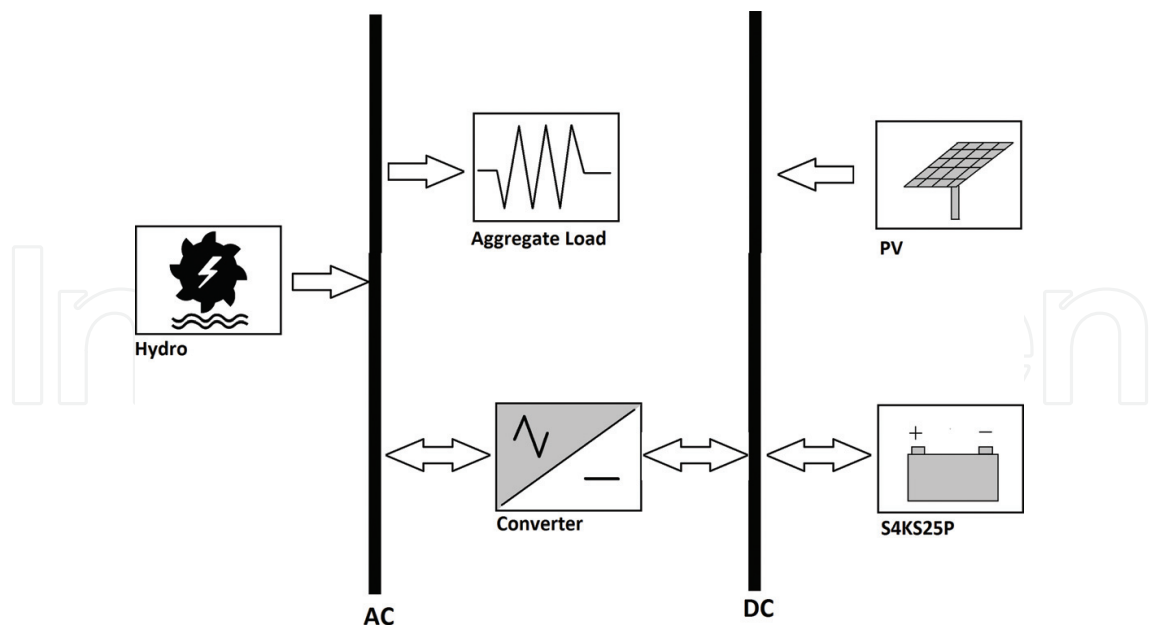 Aggregate Load
PV
Hydro
+ −
Converter
S4KS25P
AC
DC